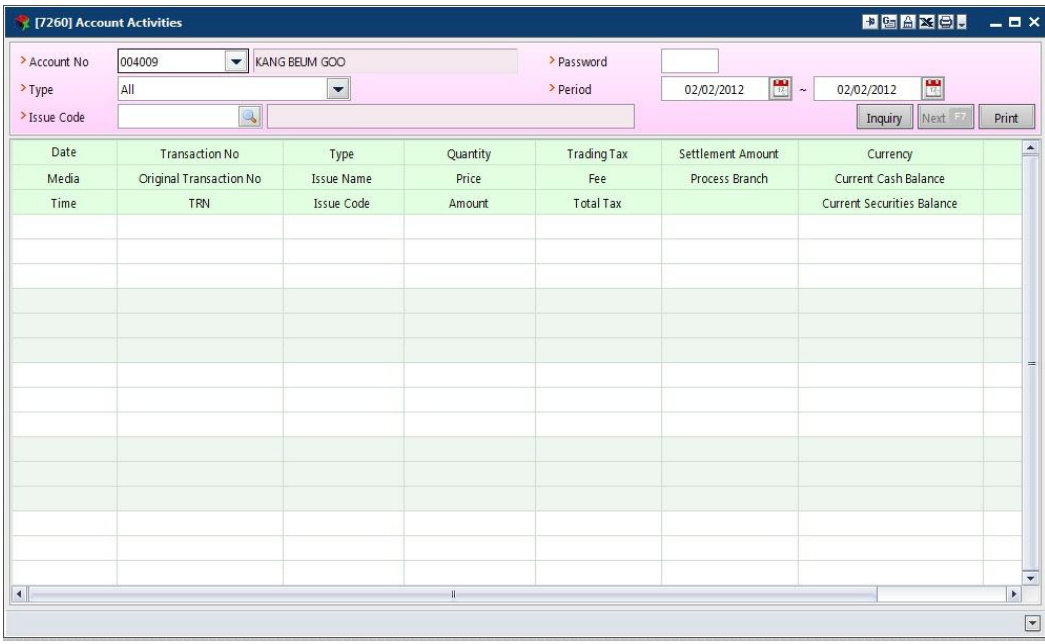 [7260] Account Activities
Account No 004009 KANG BEUM GOO Password
Type All Period 02/02/2012 ~ 02/02/2012
Issue Code Inquiry Next F7 Print
Date Transaction No Type Quantity Trading Tax Settlement Amount Currency
Media Original Transaction No Issue Name Price Fee Process Branch Current Cash Balance
Time TRN Issue Code Amount Total Tax Current Securities Balance